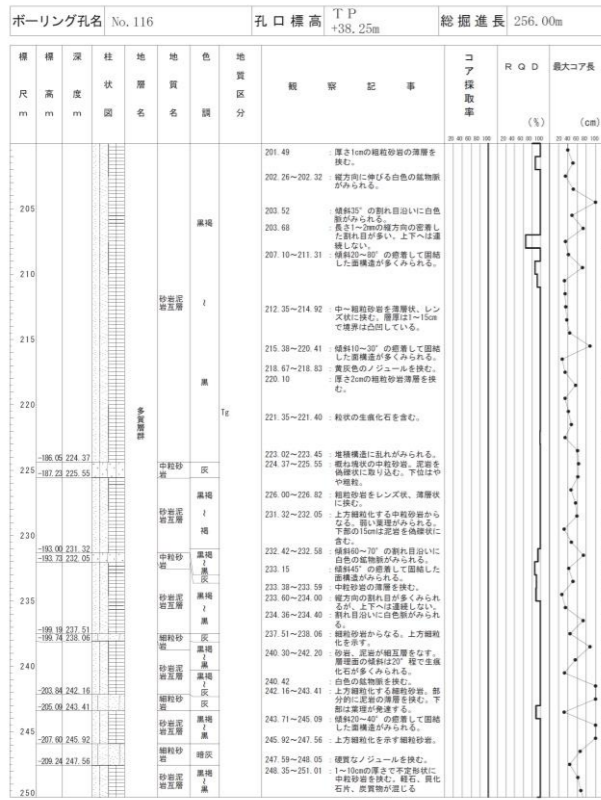 ボーリング孔名 No.116 孔口標高 TP +38.25m 総掘進長 256.00m
標尺 m
標高 m
深度 m
柱状図
地層名
地質名
色調
地質区分
観察記事
コア採取率
RQD (%)
最大コア長 (cm)
20 40 60 80 100
20 40 60 80 100
20 40 60 80 100
201.49 : 厚さ1cmの細粒砂岩の薄層を
挟む。
202.26~202.32 : 縦方向に伸びる白色の鉱物脈
がみられる。
205
203.52 : 傾斜35°の割れ目沿いに白色
脈がみられる。
203.68 : 長さ1~2mmの縦方向の密着し
た割れ目が多い。上下へは連
続しない。
黒褐
207.10~211.31 : 傾斜20~80°の癒着して固結
した面構造が多くみられる。
210
砂岩泥
岩互層
~
212.35~214.92 : 中~粗粒砂岩を薄層状、レン
ズ状に挟む。層厚は1~15cm
で境界は凸凹している。
215
215.38~220.41 : 傾斜10~30°の癒着して固結
した面構造が多くみられる。
黒
218.67~218.83 : 黄灰色のノジュールを挟む。
220.10 : 厚さ2cmの細粒砂岩薄層を挟
む。
220
多賀層群
Tg
221.35~221.40 : 粒状の生痕化石を含む。
223.02~223.45 : 堆積構造に乱れがみられる。
-186.05 224.37
224.37~225.55 : 概ね塊状の中粒砂岩。泥岩を
偽礫状に取り込む。下位はや
や細粒。
225
中粒砂
岩
灰
-187.23 225.55
226.00~226.82 : 粗粒砂岩をレンズ状、薄層状
に挟む。
砂岩泥
岩互層
黒褐
~
褐
230
231.32~232.05 : 上方細粒化する中粒砂岩から
なる。弱い葉理がみられる。
下部の15cmは泥岩を偽礫状に
含む。
-193.00 231.32
中粒砂
岩
黒褐
~
黒
灰
-193.73 232.05
232.42~232.58 : 傾斜60~70°の割れ目沿いに
白色の鉱物脈がみられる。
233.15 : 傾斜45°の癒着して固結した
面構造がみられる。
233.38~233.59 : 中粒砂岩の薄層を挟む。
233.60~234.00 : 縦方向の割れ目が多くみられ
るが、上下へは連続しない。
234.36~234.40 : 割れ目沿いに白色脈がみられ
る。
235
砂岩泥
岩互層
黒褐
~
黒
-199.19 237.51
237.51~238.06 : 細粒砂岩からなる。上方細粒
化を示す。
細粒砂
岩
灰
-199.74 238.06
240.30~242.20 : 砂岩、泥岩が細互層をなす。
層理面の傾斜は20°程で生痕
化石が多くみられる。
240
砂岩泥
岩互層
黒褐
~
黒
~
灰
240.42 : 白色の鉱物脈を挟む。
-203.84 242.16
242.16~243.41 : 上方細粒化する細粒砂岩。部
分的に泥岩の薄層を挟む。下
部は葉理が発達する。
細粒砂
岩
灰
-205.09 243.41
243.71~245.09 : 傾斜20~40°の癒着して固結
した面構造がみられる。
245
砂岩泥
岩互層
黒褐
~
黒
-207.60 245.92
245.92~247.56 : 上方細粒化を示す細粒砂岩。
細粒砂
岩
暗灰
-209.24 247.56
247.59~248.05 : 硬質なノジュールを挟む。
248.35~251.01 : 1~10cmの厚さで不定形状に
中粒砂岩を挟む。軽石、貝化
石片、炭質物が混じる
砂岩泥
岩互層
黒褐
~
黒
250